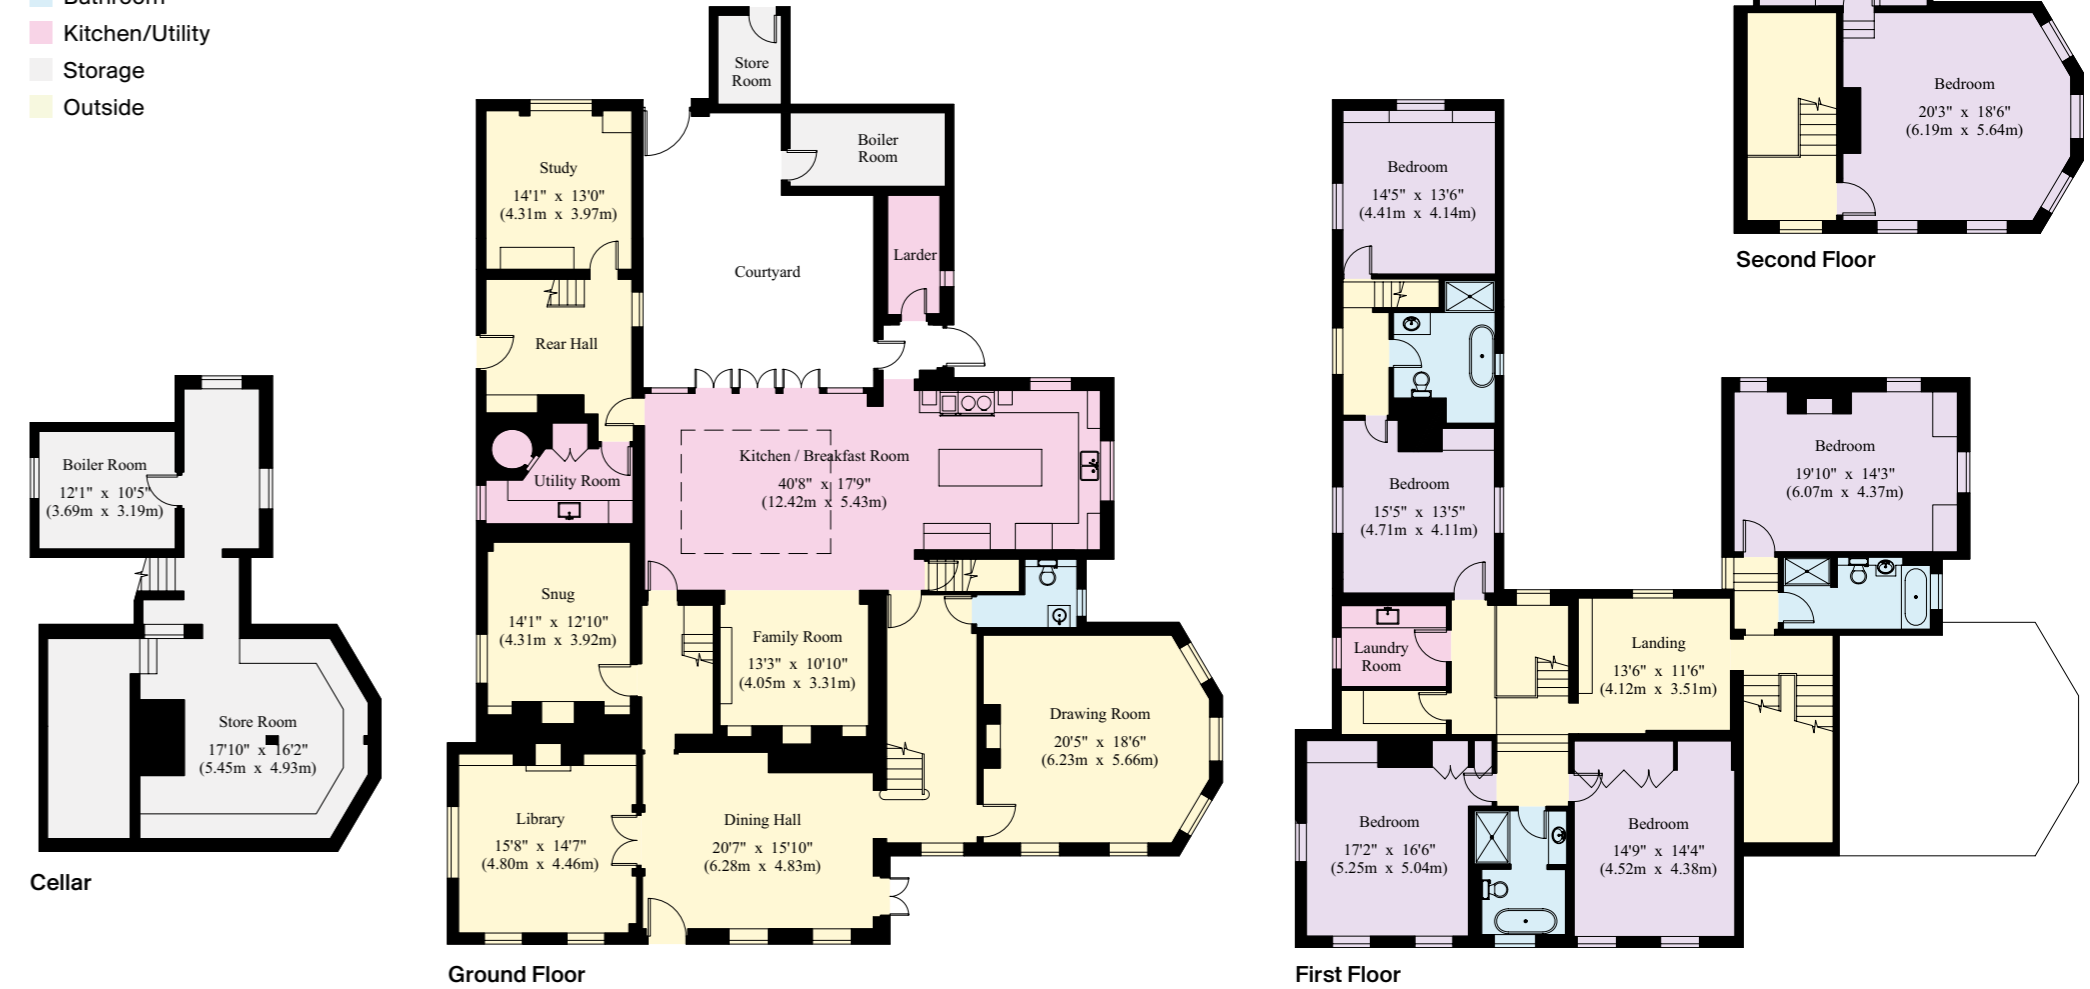 Bathroom
Kitchen/Utility
Storage
Outside
Boiler Room
12'1" x 10'5"
(3.69m x 3.19m)
Store Room
17'10" x 16'2"
(5.45m x 4.93m)
Cellar
Store
Room
Boiler
Room
Study
14'1" x 13'0"
(4.31m x 3.97m)
Courtyard
Larder
Rear Hall
Utility Room
Kitchen / Breakfast Room
40'8" x 17'9"
(12.42m x 5.43m)
Snug
14'1" x 12'10"
(4.31m x 3.92m)
Family Room
13'3" x 10'10"
(4.05m x 3.31m)
Drawing Room
20'5" x 18'6"
(6.23m x 5.66m)
Library
15'8" x 14'7"
(4.80m x 4.46m)
Dining Hall
20'7" x 15'10"
(6.28m x 4.83m)
Ground Floor
Bedroom
14'5" x 13'6"
(4.41m x 4.14m)
Bedroom
15'5" x 13'5"
(4.71m x 4.11m)
Bedroom
19'10" x 14'3"
(6.07m x 4.37m)
Laundry
Room
Landing
13'6" x 11'6"
(4.12m x 3.51m)
Bedroom
17'2" x 16'6"
(5.25m x 5.04m)
Bedroom
14'9" x 14'4"
(4.52m x 4.38m)
First Floor
Bedroom
20'3" x 18'6"
(6.19m x 5.64m)
Second Floor